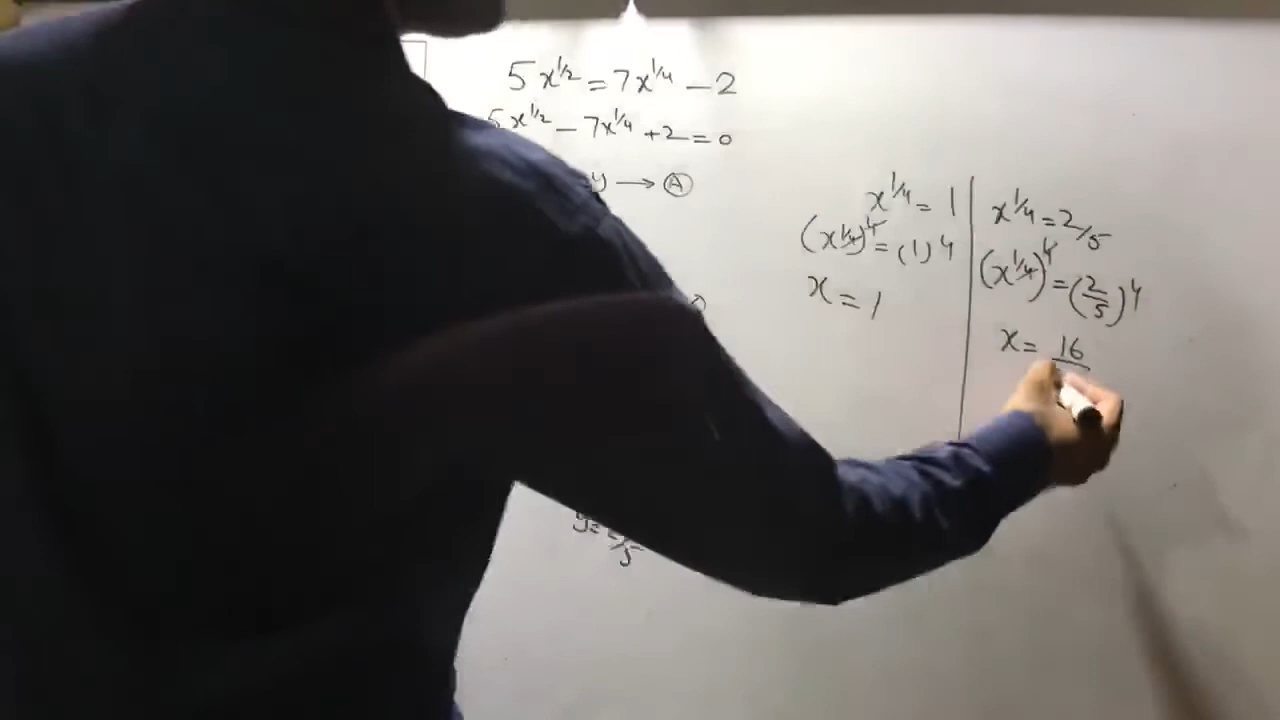 5x^{1/2} = 7x^{1/4} - 2
5x^{1/2} - 7x^{1/4} + 2 = 0
y → Ⓐ
x^{1/4} = 1
(x^{1/4})^4 = (1)^4
x = 1
x^{1/4} = 2/5
(x^{1/4})^4 = (2/5)^4
x = 16
y = 2/5